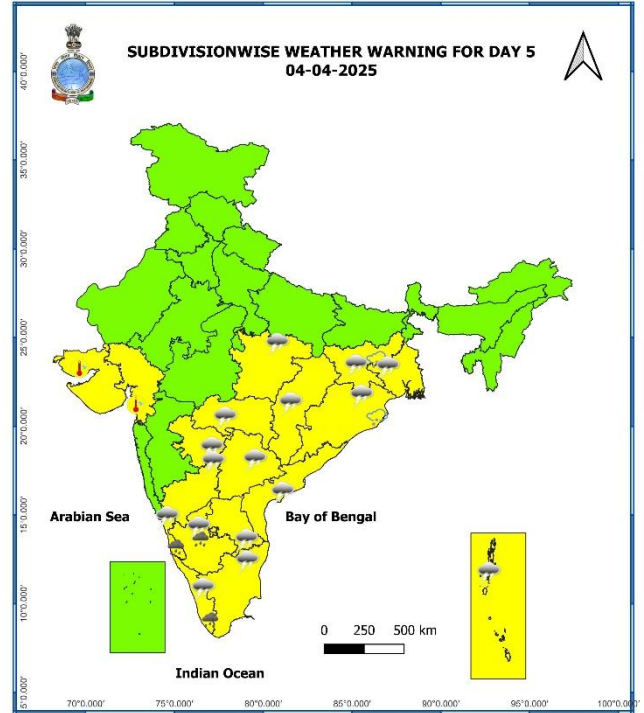 SUBDIVISIONWISE WEATHER WARNING FOR DAY 5
04-04-2025
40°0.000'
35°0.000'
30°0.000'
25°0.000'
20°0.000'
15°0.000'
10°0.000'
5°0.000'
Arabian Sea
Bay of Bengal
0 250 500 km
Indian Ocean
70°0.000' 75°0.000' 80°0.000' 85°0.000' 90°0.000' 95°0.000' 100°0.000'